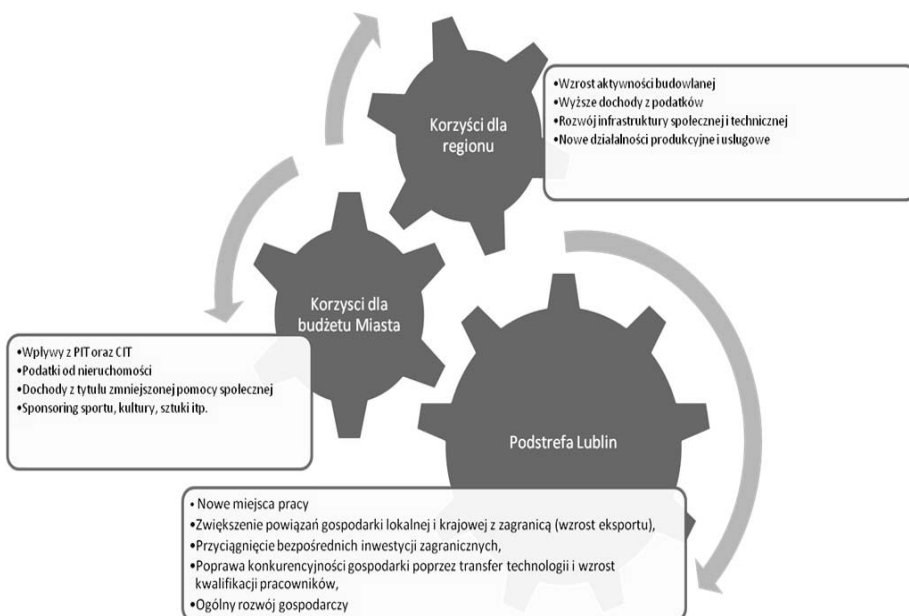 Korzyści dla
regionu
•Wzrost aktywności budowlanej
•Wyższe dochody z podatków
•Rozwój infrastruktury społecznej i technicznej
•Nowe działalności produkcyjne i usługowe
Korzysci dla
budżetu Miasta
•Wpływy z PIT oraz CIT
•Podatki od nieruchomości
•Dochody z tytulu zmniejszonej pomocy społecznej
•Sponsoring sportu, kultury, sztuki itp.
Podstrefa Lublin
• Nowe miejsca pracy
•Zwiększenie powiązań gospodarki lokalnej i krajowej z zagranicą (wzrost eksportu),
•Przyciągnięcie bezpośrednich inwestycji zagranicznych,
•Poprawa konkurencyjności gospodarki poprzez transfer technologii i wzrost
kwalifikacji pracowników,
•Ogólny rozwój gospodarczy